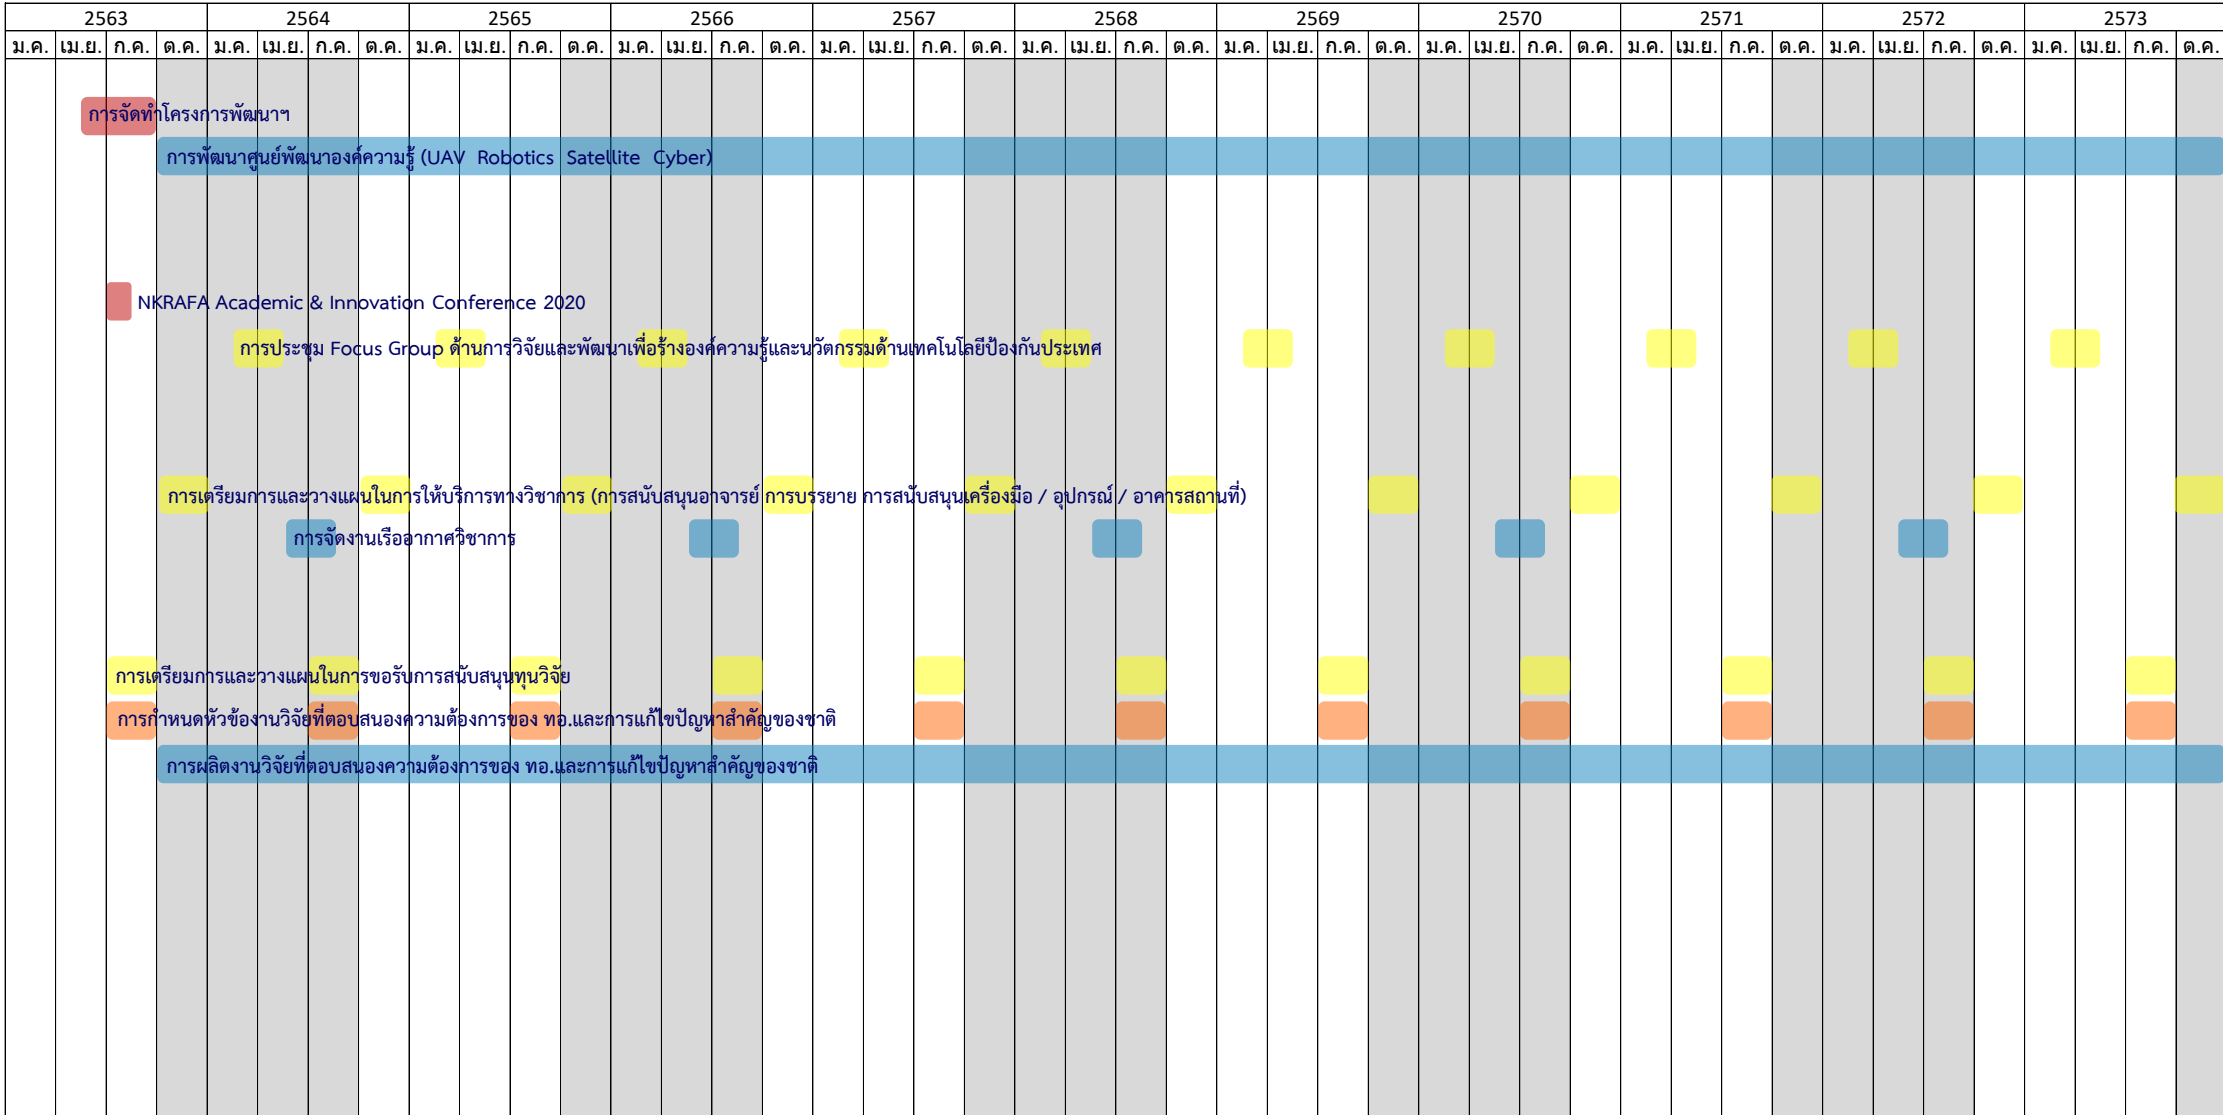 2563 2564 2565 2566 2567 2568 2569 2570 2571 2572 2573
ม.ค. เม.ย. ก.ค. ต.ค. ม.ค. เม.ย. ก.ค. ต.ค. ม.ค. เม.ย. ก.ค. ต.ค. ม.ค. เม.ย. ก.ค. ต.ค. ม.ค. เม.ย. ก.ค. ต.ค. ม.ค. เม.ย. ก.ค. ต.ค. ม.ค. เม.ย. ก.ค. ต.ค. ม.ค. เม.ย. ก.ค. ต.ค. ม.ค. เม.ย. ก.ค. ต.ค. ม.ค. เม.ย. ก.ค. ต.ค. ม.ค. เม.ย. ก.ค. ต.ค.
การจัดทำโครงการพัฒนาฯ
การพัฒนาศูนย์พัฒนาองค์ความรู้ (UAV Robotics Satellite Cyber)
NKRAFA Academic & Innovation Conference 2020
การประชุม Focus Group ด้านการวิจัยและพัฒนาเพื่อร้างองค์ความรู้และนวัตกรรมด้านเทคโนโลยีป้องกันประเทศ
การเตรียมการและวางแผนในการให้บริการทางวิชาการ (การสนับสนุนอาจารย์ การบรรยาย การสนับสนุนเครื่องมือ / อุปกรณ์ / อาคารสถานที่)
การจัดงานเรืออากาศวิชาการ
การเตรียมการและวางแผนในการขอรับการสนับสนุนทุนวิจัย
การกำหนดหัวข้องานวิจัยที่ตอบสนองความต้องการของ ทอ.และการแก้ไขปัญหาสำคัญของชาติ
การผลิตงานวิจัยที่ตอบสนองความต้องการของ ทอ.และการแก้ไขปัญหาสำคัญของชาติ